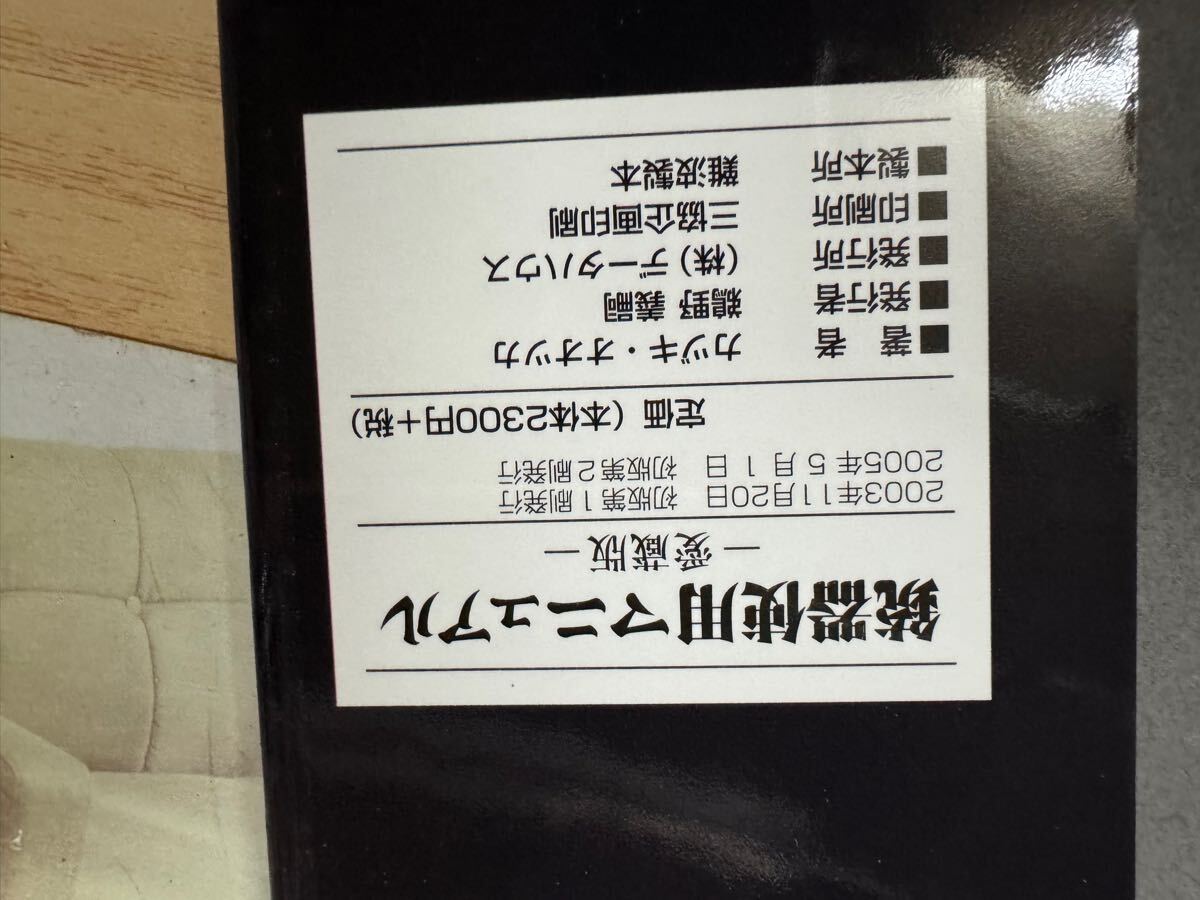 銃器使用マニュアル
― 愛蔵版 ―
2003年11月20日 初版第1刷発行
2005年 5 月 1 日 初版第2刷発行
定価（本体2300円＋税）
■著 者 カヅキ・オオツカ
■発行者 鵜野 義嗣
■発行所 （株）データハウス
■印刷所 三協企画印刷
■製本所 難波製本